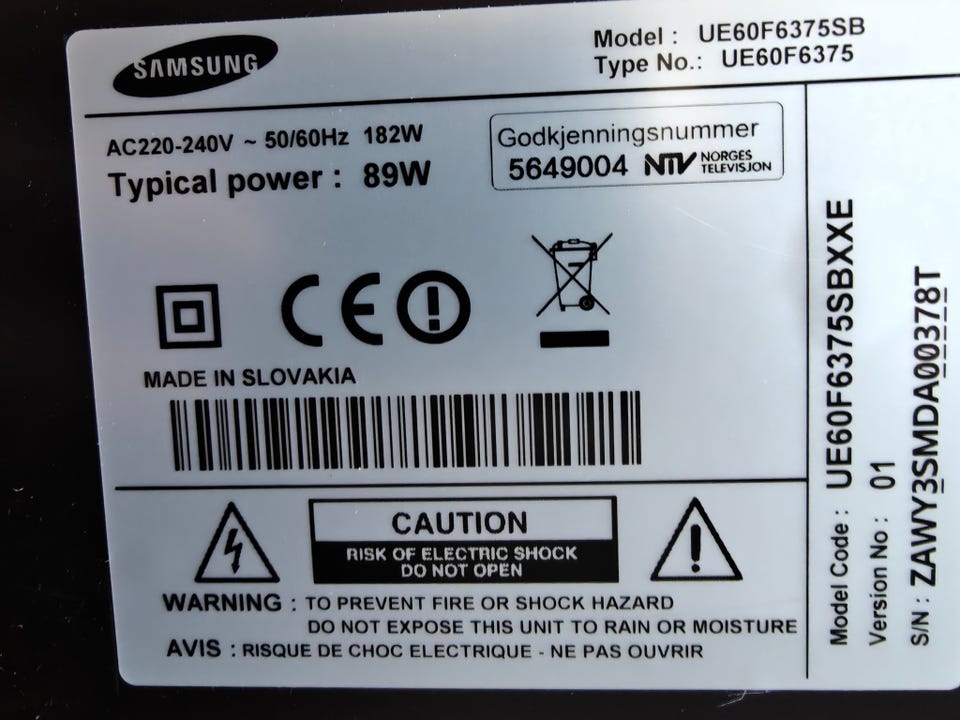 SAMSUNG
Model : UE60F6375SB
Type No.: UE60F6375
AC220-240V ~ 50/60Hz 182W
Typical power : 89W
Godkjenningsnummer
5649004 NTV NORGES
TELEVISJON
CE
MADE IN SLOVAKIA
CAUTION
RISK OF ELECTRIC SHOCK
DO NOT OPEN
WARNING : TO PREVENT FIRE OR SHOCK HAZARD
DO NOT EXPOSE THIS UNIT TO RAIN OR MOISTURE
AVIS : RISQUE DE CHOC ELECTRIQUE - NE PAS OUVRIR
Model Code : UE60F6375SBXXE
Version No : 01
S/N : ZAWY3SMDA00378T